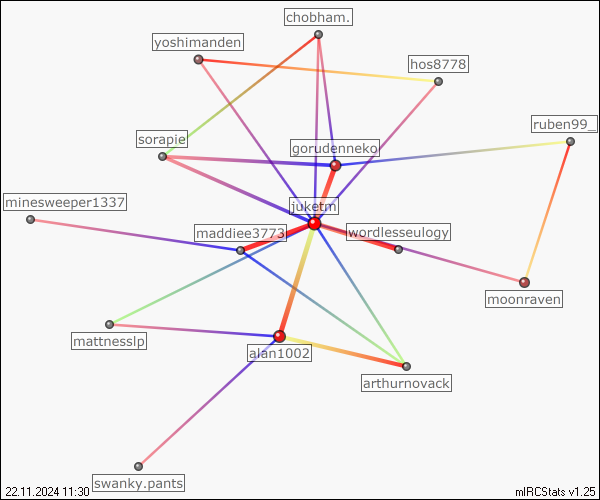 chobham.
yoshimanden
hos8778
ruben99_
sorapie
gorudenneko
minesweeper1337
juketm
maddiee3773
wordlesseulogy
moonraven
mattnesslp
alan1002
arthurnovack
swanky.pants
22.11.2024 11:30
mIRCStats v1.25